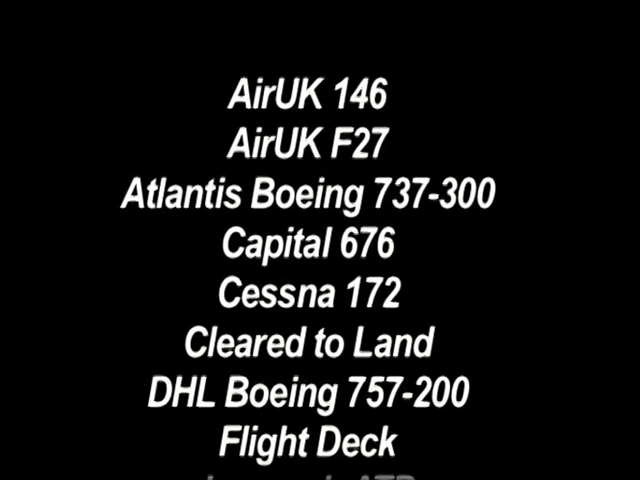 AirUK 146
AirUK F27
Atlantis Boeing 737-300
Capital 676
Cessna 172
Cleared to Land
DHL Boeing 757-200
Flight Deck